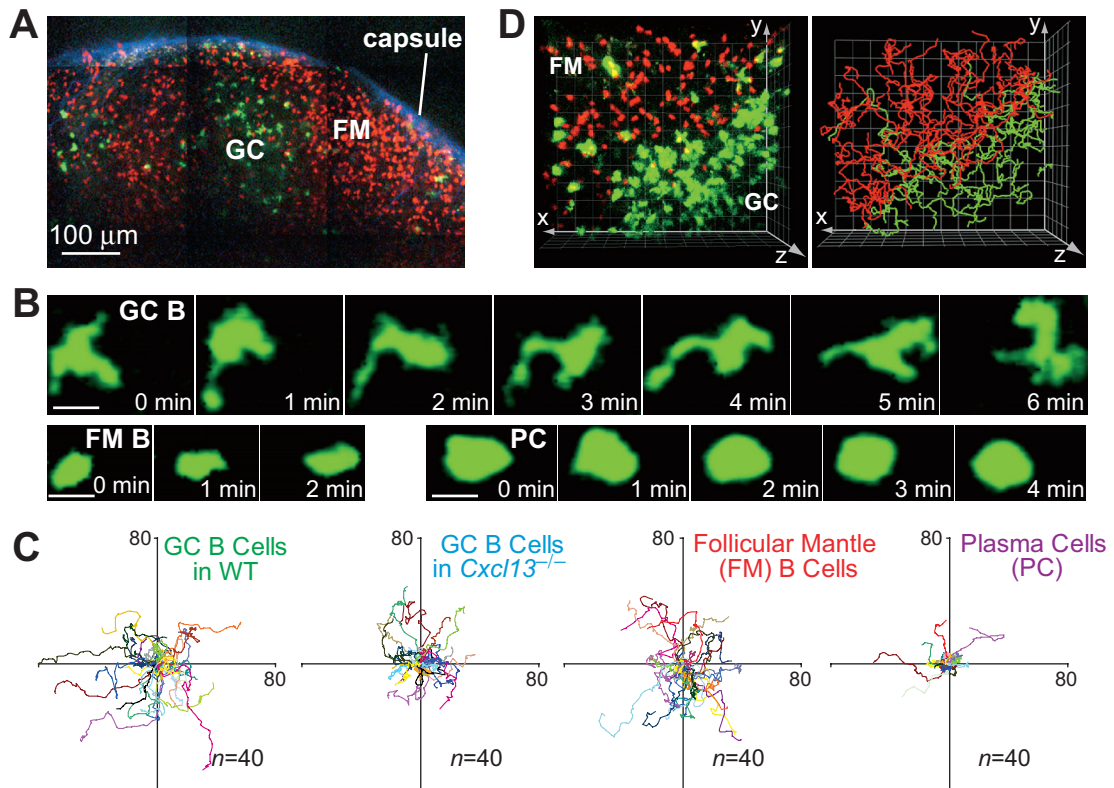 A
capsule
GC
FM
100 μm
D
FM
GC
y
x
z
y
x
z
B
GC B
0 min
1 min
2 min
3 min
4 min
5 min
6 min
FM B
0 min
1 min
2 min
PC
0 min
1 min
2 min
3 min
4 min
C
80
GC B Cells
in WT
80
n=40
80
GC B Cells
in Cxcl13–/–
80
n=40
80
Follicular Mantle
(FM) B Cells
80
n=40
80
Plasma Cells
(PC)
80
n=40